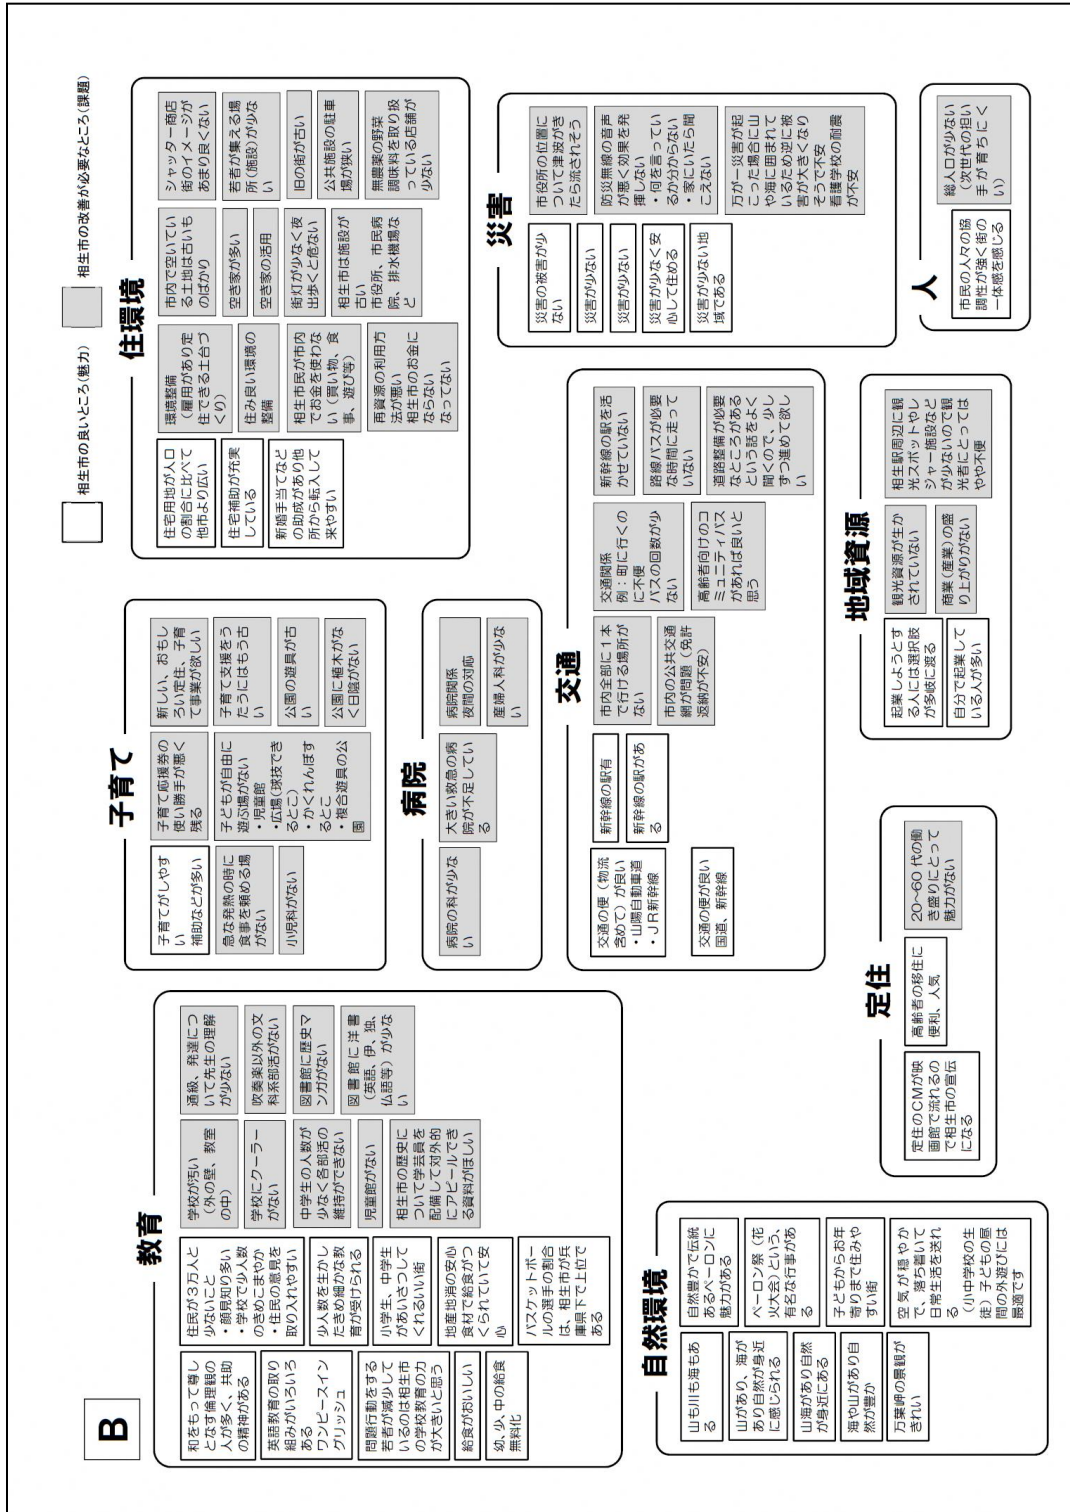 B
相生市の良いところ(魅力)
相生市の改善が必要なところ(課題)
教育
和をもって尊し
となす倫理観の
人が多く、共助
の精神がある
英語教育の取り
組みがいろいろ
ある
ワンピースイン
グリッシュ
問題行動をする
若者が減少して
いるのは相生市
の学校教育の力
が大きいと思う
給食がおいしい
幼、少、中の給食
無料化
住民が3万人と
少ないこと
・顔見知り多い
・学校で少人数
のきめこまやか
・住民の意見を
取り入れやすい
少人数を生かし
たきめ細かな教
育が受けられる
小学生、中学生
があいさつして
くれるいい街
地産地消の安心
食材で給食がつ
くられていて安
心
バスケットボー
ルの選手の割合
は、相生市が兵
庫県下で上位で
ある
学校が汚い
(外の壁、教室
の中)
学校にクーラー
がない
中学生の人数が
少なく各部活の
維持ができない
児童館がない
相生市の歴史に
ついて学芸員を
配備して対外的
にアピールでき
る資料がほしい
通級、発達につ
いて先生の理解
が少ない
吹奏楽以外の文
科系部活がない
図書館に歴史マ
ンガがない
図書館に洋書
(英語、伊、独、
仏語等)が少な
い
子育て
子育てがしやす
い
補助などが多い
急な発熱の時に
食事を頼める場
がない
小児科がない
子育て応援券の
使い勝手が悪く
残る
子どもが自由に
遊ぶ場がない
・児童館
・広場(球技でき
るとこ)
・かくれんぼす
るとこ
・複合遊具の公
園
新しい、おもし
ろい定住、子育
て事業が欲しい
子育て支援をう
たうにはもう古
い
公園の遊具が古
い
公園に植木がな
く日陰がない
住環境
住宅用地が人口
の割合に比べて
他市より広い
住宅補助が充実
している
新婚手当てなど
の助成があり他
所から転入して
来やすい
環境整備
(雇用があり定
住できる土台づ
くり)
住み良い環境の
整備
相生市民が市内
でお金を使わな
い(買い物、食
事、遊び等)
再資源の利用方
法が悪い
相生市のお金に
ならない
なってない
市内で空いてい
る土地は古いも
のばかり
空き家が多い
空き家の活用
街灯が少なく夜
出歩くと危ない
相生市は施設が
古い
市役所、市民病
院、排水機場な
ど
シャッター商店
街のイメージが
あまり良くない
若者が集える場
所(施設)が少な
い
旧の街が古い
公共施設の駐車
場が狭い
無農薬の野菜
調味料を取り扱
っている店舗が
少ない
病院
病院の科が少な
い
大きい救急の病
院が不足してい
る
病院関係
夜間の対応
産婦人科が少な
い
交通
交通の便(物流
含めて)が良い
・山陽自動車道
・JR新幹線
交通の便が良い
国道、新幹線
新幹線の駅有
新幹線の駅があ
る
市内全部に1本
で行ける場所が
ない
市内の公共交通
網が問題(免許
返納が不安)
交通関係
例:町に行くの
に不便
バスの回数が少
ない
高齢者向けのコ
ミュニティバス
があれば良いと
思う
新幹線の駅を活
かせていない
路線バスが必要
な時間に走って
いない
道路整備が必要
なところがある
という話をよく
聞くので、少し
ずつ進めて欲し
い
災害
災害の被害が少
ない
災害が少ない
災害が少ない
災害が少なく安
心して住める
災害が少ない地
域である
市役所の位置に
ついて津波がき
たら流されそう
防災無線の音声
が悪く効果を発
揮しない
・何を言ってい
るか分からない
・家にいたら聞
こえない
万が一災害が起
こった場合に山
や海に囲まれて
いるため逆に被
害が大きくなり
そうで不安
看護学校の耐震
が不安
自然環境
山も川も海もあ
る
山があり、海が
あり自然が身近
に感じられる
山海があり自然
が身近にある
海や山があり自
然が豊か
万葉岬の景観が
きれい
自然豊かで伝統
あるペーロンに
魅力がある
ペーロン祭(花
火大会)という、
有名な行事があ
る
子どもからお年
寄りまで住みや
すい街
空気が穏やか
で、落ち着いて
日常生活を送れ
る
(小中学校の生
徒)子どもの昼
間の外遊びには
最適です
定住
定住のCMが映
画館で流れるの
で相生市の宣伝
になる
高齢者の移住に
便利、人気
20~60代の働
き盛りにとって
魅力がない
地域資源
起業しようとす
る人には選択肢
が多岐に渡る
自分で起業して
いる人が多い
観光資源が生か
されていない
商業(産業)の盛
り上がりがない
相生駅周辺に観
光スポットやレ
ジャー施設など
が少ないので観
光者にとっては
やや不便
人
市民の人々の協
調性が強く街の
一体感を感じる
総人口が少ない
(次世代の担い
手が育ちにく
い)